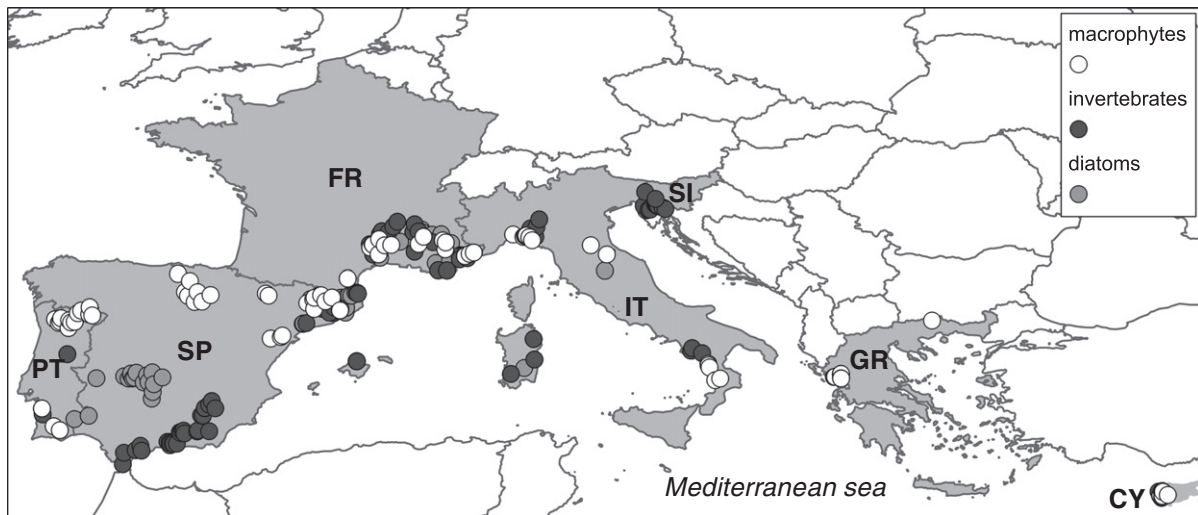 macrophytes
invertebrates
diatoms
FR
SI
IT
SP
PT
GR
Mediterranean sea
CY